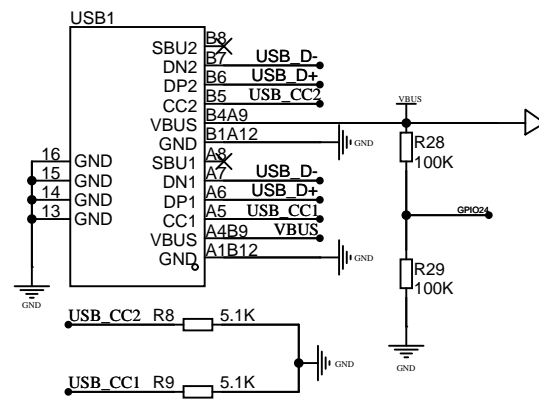 USB1
SBU2 B8
DN2 B7 USB_D-
DP2 B6 USB_D+
CC2 B5 USB_CC2
VBUS B4A9 VBUS
GND B1A12 GND
R28
100K
16 GND SBU1 A8
15 GND DN1 A7 USB_D-
14 GND DP1 A6 USB_D+
13 GND CC1 A5 USB_CC1 GPIO24
VBUS A4B9 VBUS
GND A1B12 GND
R29
100K
GND
USB_CC2 R8 5.1K
GND
GND
USB_CC1 R9 5.1K